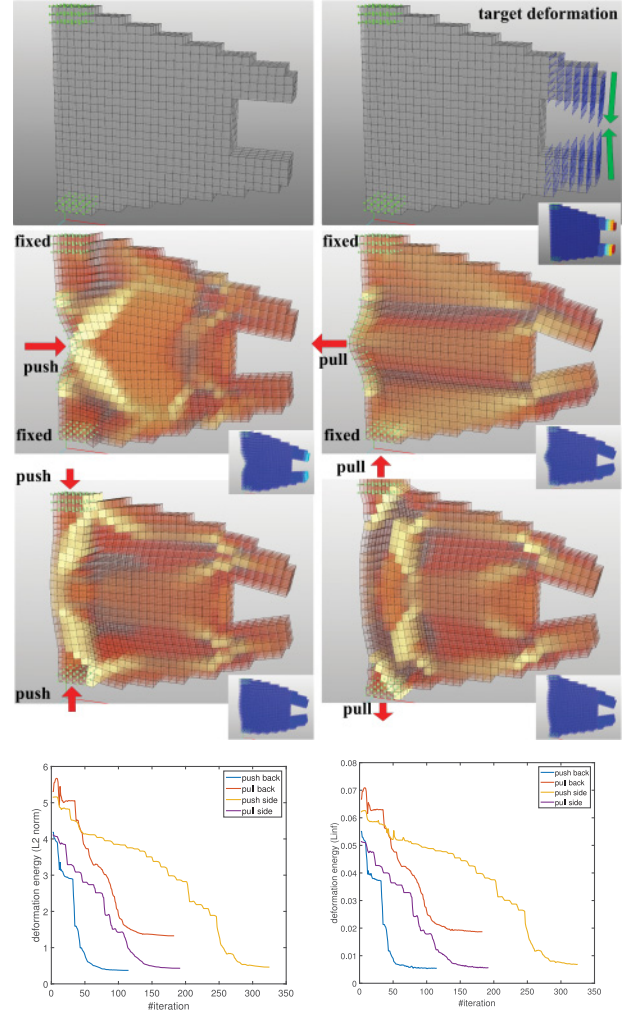 target deformation
fixed
fixed
push
pull
fixed
fixed
push
pull
push
pull
6
5
4
3
2
1
0
deformation energy (L2 norm)
0 50 100 150 200 250 300 350
#iteration
push back
pull back
push side
pull side
0.08
0.07
0.06
0.05
0.04
0.03
0.02
0.01
0
deformation energy (Linf)
0 50 100 150 200 250 300 350
#iteration
push back
pull back
push side
pull side